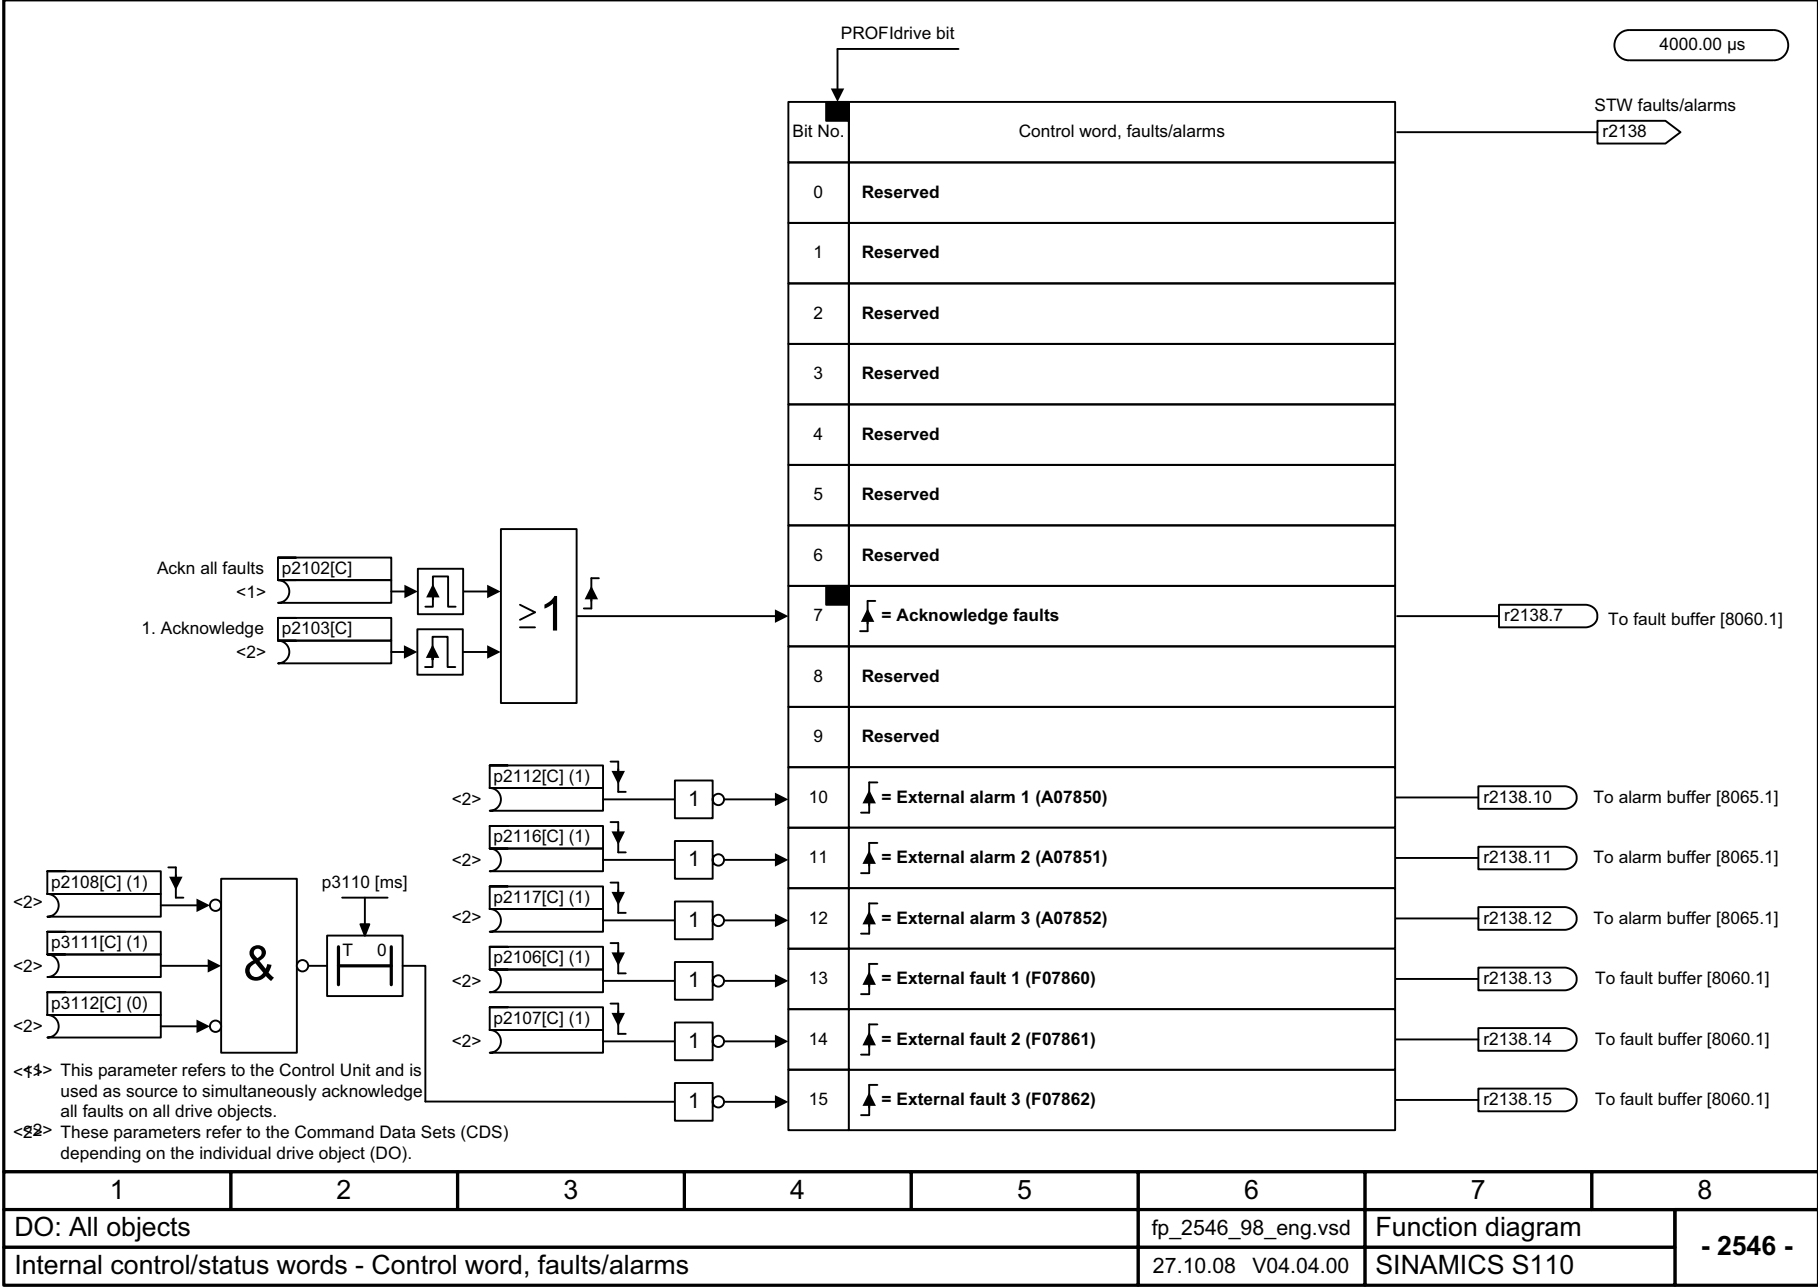 PROFIdrive bit
4000.00 µs
STW faults/alarms
Bit No. Control word, faults/alarms r2138
0 Reserved
1 Reserved
2 Reserved
3 Reserved
4 Reserved
5 Reserved
6 Reserved
Ackn all faults p2102[C]
<1>
1. Acknowledge p2103[C]
<2>
≥1
7 = Acknowledge faults r2138.7 To fault buffer [8060.1]
8 Reserved
9 Reserved
p2112[C] (1)
<2> 1 10 = External alarm 1 (A07850) r2138.10 To alarm buffer [8065.1]
p2116[C] (1)
<2> 1 11 = External alarm 2 (A07851) r2138.11 To alarm buffer [8065.1]
p2117[C] (1)
<2> 1 12 = External alarm 3 (A07852) r2138.12 To alarm buffer [8065.1]
p2106[C] (1)
<2> 1 13 = External fault 1 (F07860) r2138.13 To fault buffer [8060.1]
p2107[C] (1)
<2> 1 14 = External fault 2 (F07861) r2138.14 To fault buffer [8060.1]
1 15 = External fault 3 (F07862) r2138.15 To fault buffer [8060.1]
p2108[C] (1)
<2>
p3111[C] (1)
<2>
p3112[C] (0)
<2>
&
p3110 [ms]
T 0
<1> This parameter refers to the Control Unit and is
used as source to simultaneously acknowledge
all faults on all drive objects.
<2> These parameters refer to the Command Data Sets (CDS)
depending on the individual drive object (DO).
1 2 3 4 5 6 7 8
DO: All objects fp_2546_98_eng.vsd Function diagram
- 2546 -
Internal control/status words - Control word, faults/alarms 27.10.08 V04.04.00 SINAMICS S110